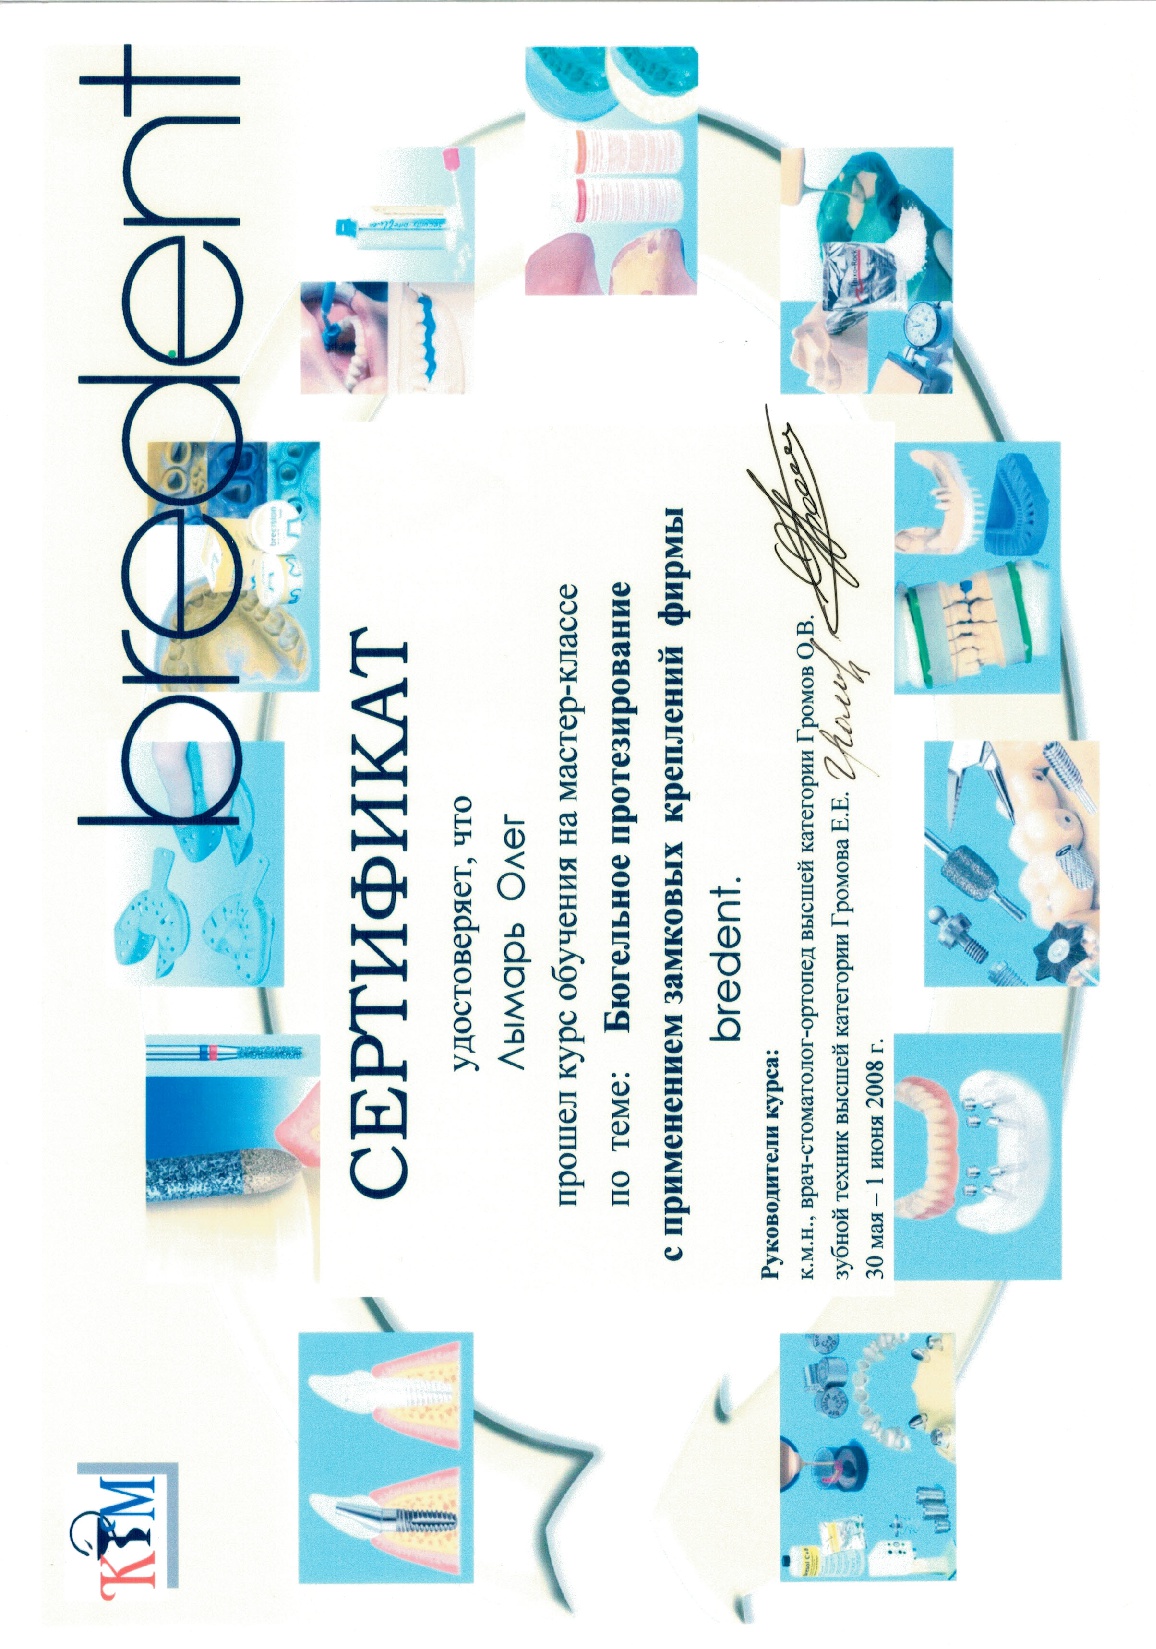 bredent
КМ
СЕРТИФИКАТ
удостоверяет, что
Лымарь Олег
прошел курс обучения на мастер-классе
по теме: Бюгельное протезирование
с применением замковых креплений фирмы
bredent.
Руководители курса:
к.м.н., врач-стоматолог-ортопед высшей категории Громов О.В.
зубной техник высшей категории Громова Е.Е.
30 мая – 1 июня 2008 г.
brecision